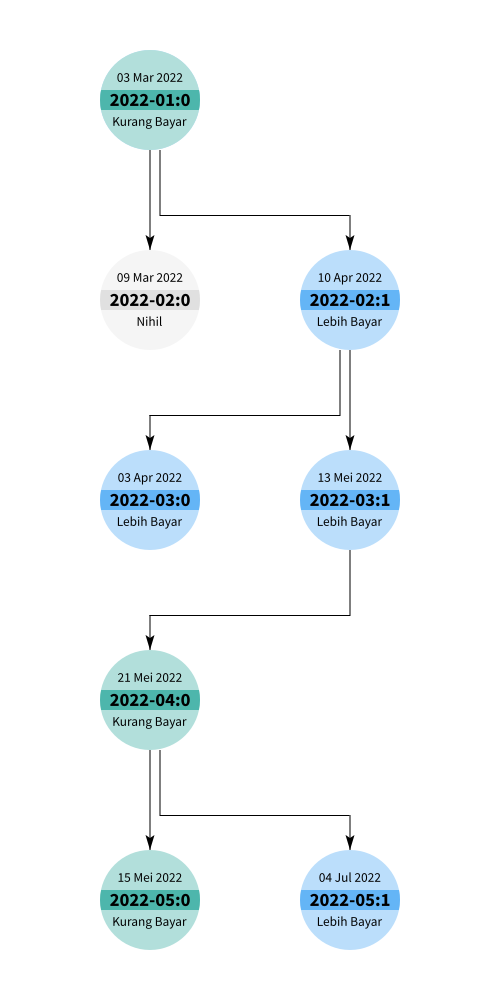 03 Mar 2022
2022-01:0
Kurang Bayar
09 Mar 2022
2022-02:0
Nihil
10 Apr 2022
2022-02:1
Lebih Bayar
03 Apr 2022
2022-03:0
Lebih Bayar
13 Mei 2022
2022-03:1
Lebih Bayar
21 Mei 2022
2022-04:0
Kurang Bayar
15 Mei 2022
2022-05:0
Kurang Bayar
04 Jul 2022
2022-05:1
Lebih Bayar